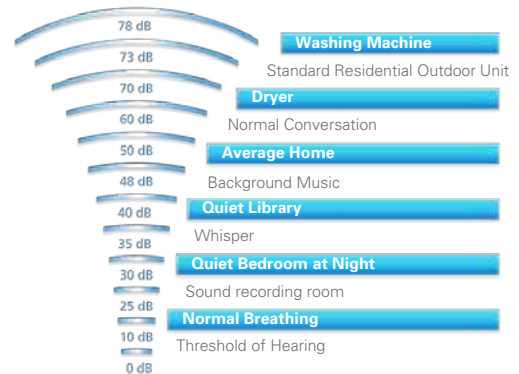 78 dB
Washing Machine
73 dB
Standard Residential Outdoor Unit
70 dB
Dryer
60 dB
Normal Conversation
50 dB
Average Home
48 dB
Background Music
40 dB
Quiet Library
35 dB
Whisper
30 dB
Quiet Bedroom at Night
25 dB
Sound recording room
10 dB
Normal Breathing
0 dB
Threshold of Hearing